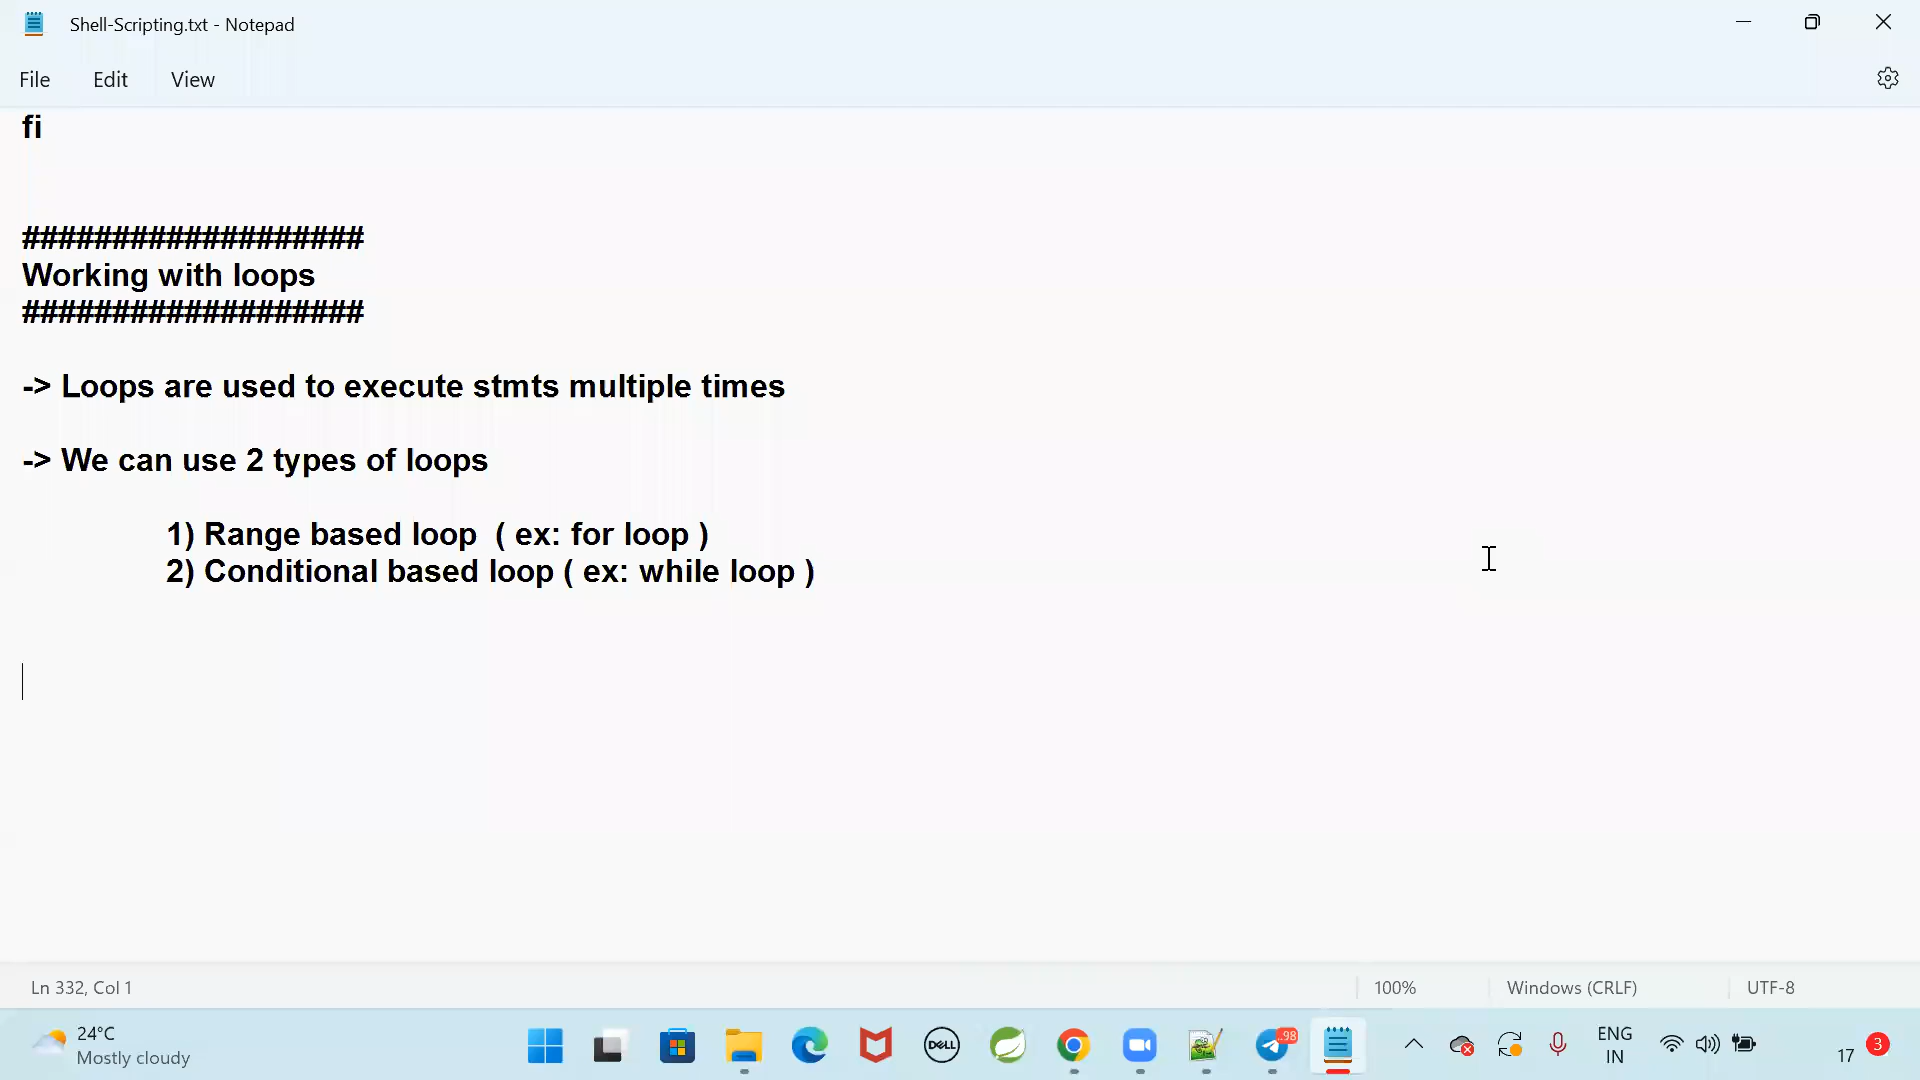 Shell-Scripting.txt - Notepad
File Edit View
fi
###################
Working with loops
###################
-> Loops are used to execute stmts multiple times
-> We can use 2 types of loops
1) Range based loop ( ex: for loop )
2) Conditional based loop ( ex: while loop )
Ln 332, Col 1 100% Windows (CRLF) UTF-8
24°C
Mostly cloudy
DELL
98
ENG
IN
17 3